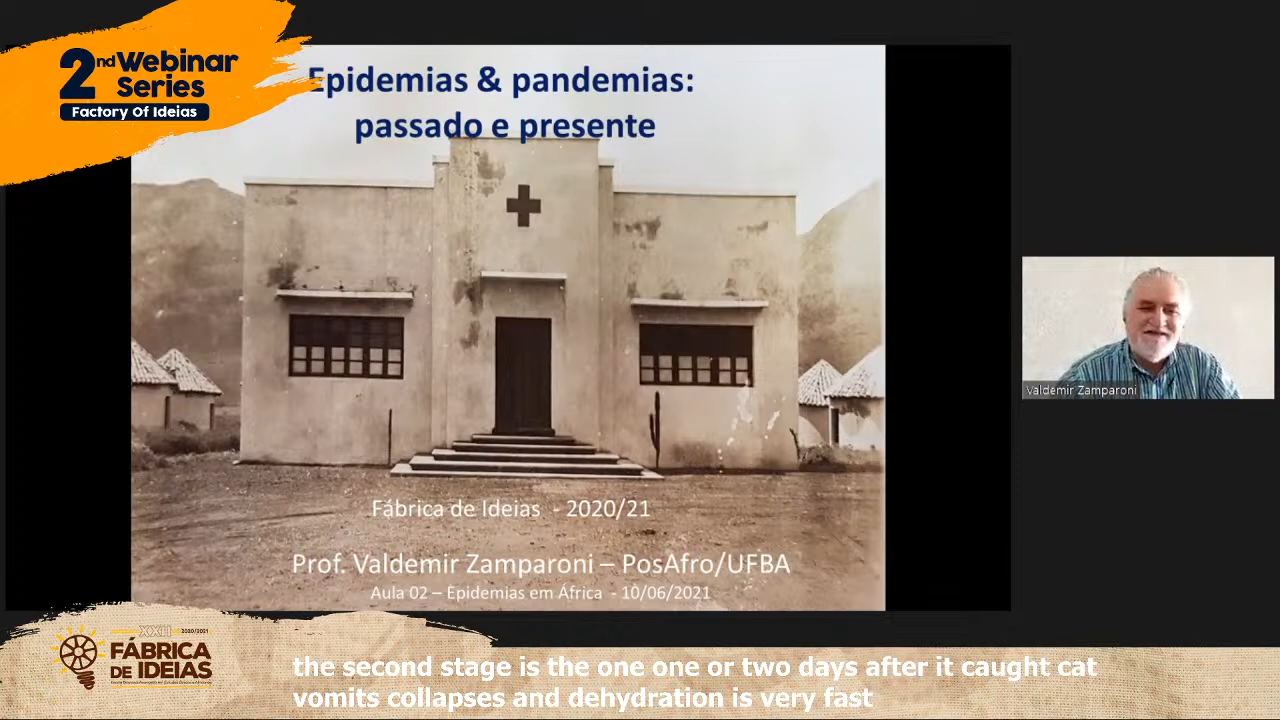 2nd Webinar
Series
Factory Of Ideias
Epidemias & pandemias:
passado e presente
Fábrica de Ideias - 2020/21
Prof. Valdemir Zamparoni – PosAfro/UFBA
Aula 02 – Epidemias em África - 10/06/2021
Valdemir Zamparoni
XXII 2020/2021
FÁBRICA
DE IDEIAS
the second stage is the one one or two days after it caught cat
vomits collapses and dehydration is very fast